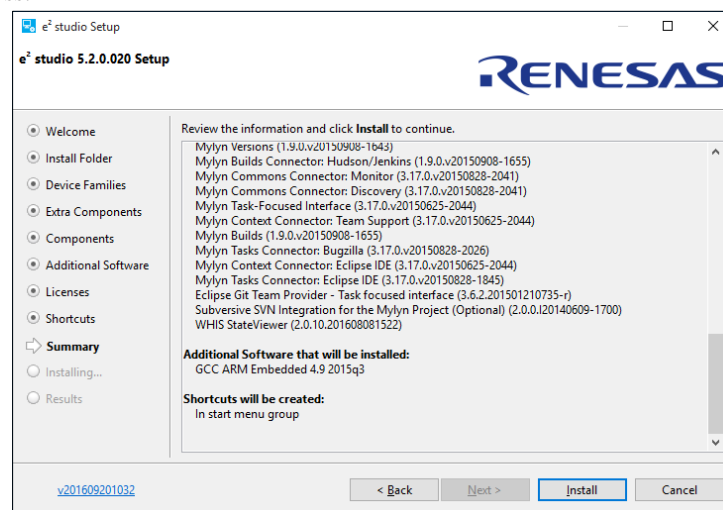 e² studio Setup
e² studio 5.2.0.020 Setup
RENESAS
Welcome
Install Folder
Device Families
Extra Components
Components
Additional Software
Licenses
Shortcuts
Summary
Installing...
Results
Review the information and click Install to continue.
Mylyn Versions (1.9.0.v20150908-1643)
Mylyn Builds Connector: Hudson/Jenkins (1.9.0.v20150908-1655)
Mylyn Commons Connector: Monitor (3.17.0.v20150828-2041)
Mylyn Commons Connector: Discovery (3.17.0.v20150828-2041)
Mylyn Task-Focused Interface (3.17.0.v20150625-2044)
Mylyn Context Connector: Team Support (3.17.0.v20150625-2044)
Mylyn Builds (1.9.0.v20150908-1655)
Mylyn Tasks Connector: Bugzilla (3.17.0.v20150828-2026)
Mylyn Context Connector: Eclipse IDE (3.17.0.v20150625-2044)
Mylyn Tasks Connector: Eclipse IDE (3.17.0.v20150828-1845)
Eclipse Git Team Provider - Task focused interface (3.6.2.201501210735-r)
Subversive SVN Integration for the Mylyn Project (Optional) (2.0.0.I20140609-1700)
WHIS StateViewer (2.0.10.201608081522)
Additional Software that will be installed:
GCC ARM Embedded 4.9 2015q3
Shortcuts will be created:
In start menu group
v201609201032
< Back
Next >
Install
Cancel